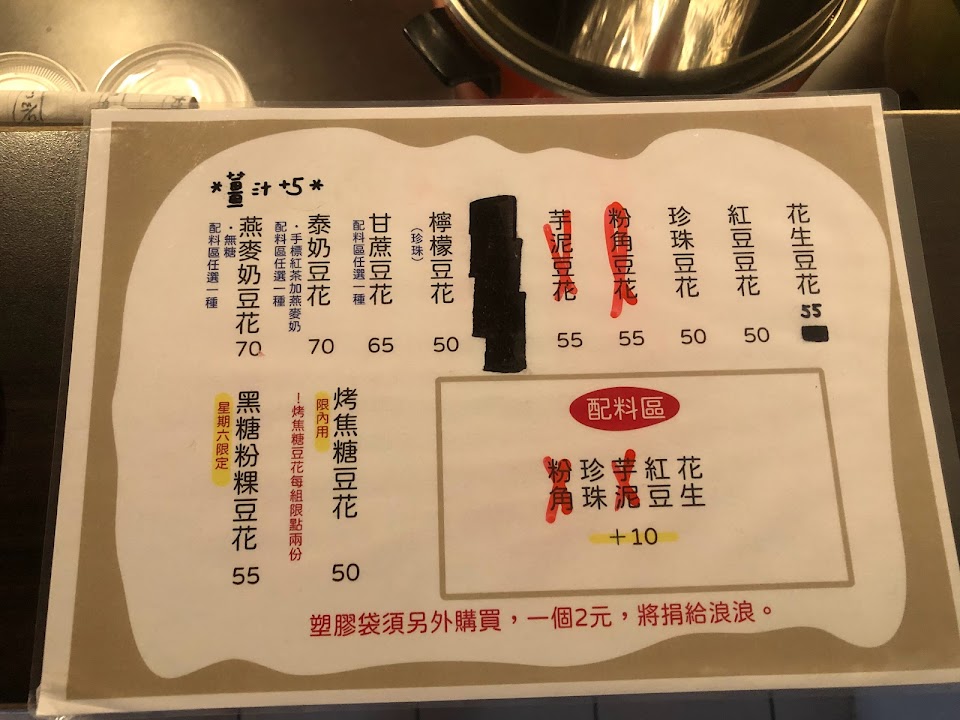 花生豆花
55
紅豆豆花
50
珍珠豆花
50
粉角豆花
55
芋泥豆花
55
檸檬豆花
(珍珠)
50
甘蔗豆花
配料區任選一種
65
泰奶豆花
・手標紅茶加燕麥奶
配料區任選一種
70
*薑汁+5*
燕麥奶豆花
・無糖
配料區任選一種
70
烤焦糖豆花
限內用
!烤焦糖豆花每組限點兩份
50
黑糖粉粿豆花
星期六限定
55
配料區
花生
紅豆
芋泥
珍珠
粉角
+10
塑膠袋須另外購買，一個2元，將捐給浪浪。